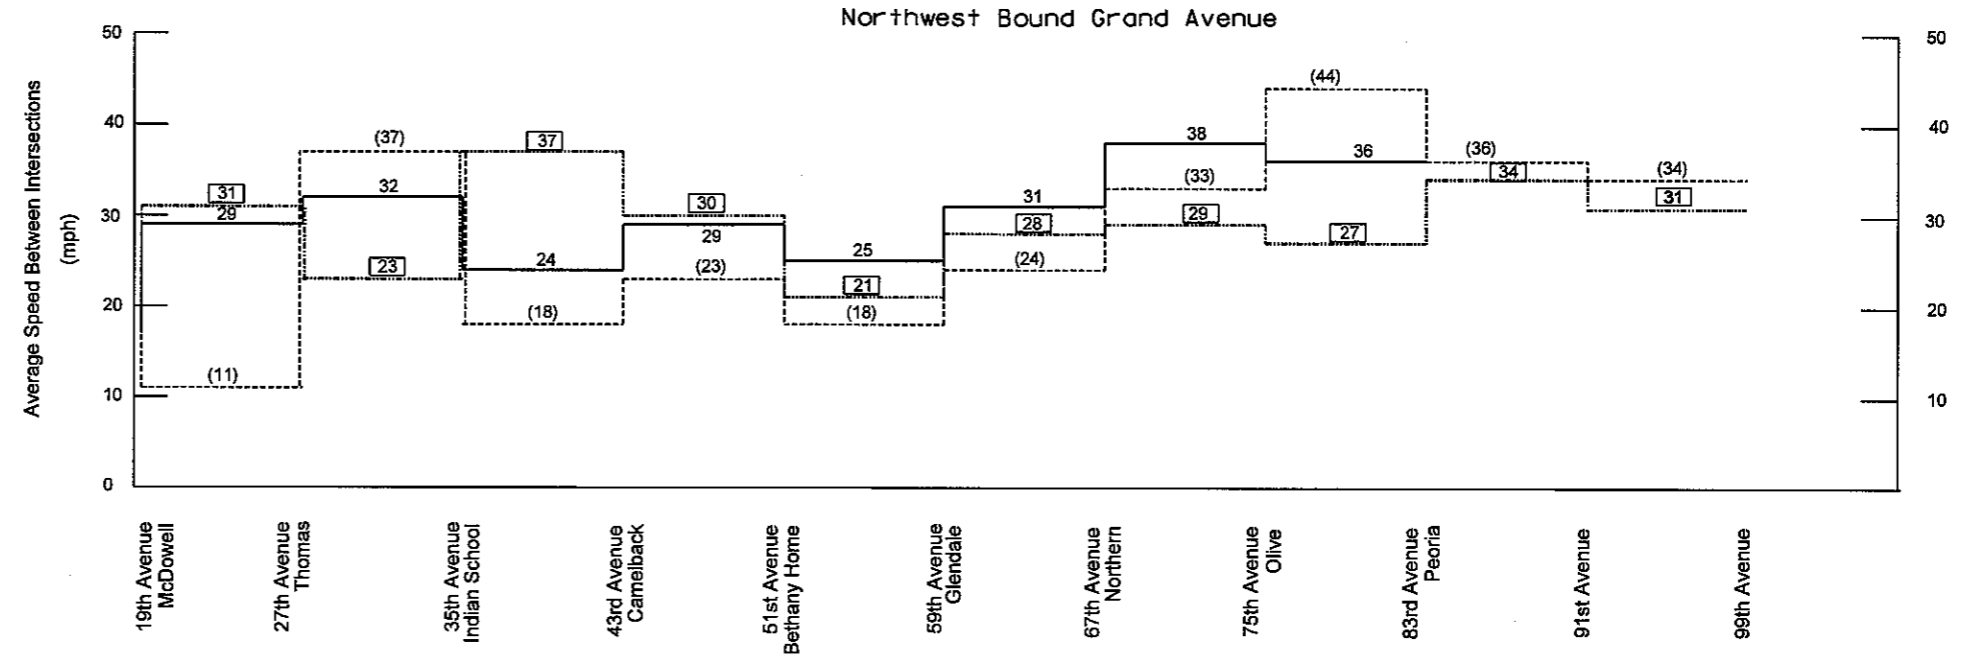 Northwest Bound Grand Avenue
Average Speed Between Intersections
(mph)
50
40
30
20
10
0
50
40
30
20
10
31
29
(11)
(37)
32
23
37
24
(18)
30
29
(23)
25
21
(18)
31
28
(24)
38
(33)
29
(44)
36
27
(36)
34
(34)
31
19th Avenue
McDowell
27th Avenue
Thomas
35th Avenue
Indian School
43rd Avenue
Camelback
51st Avenue
Bethany Home
59th Avenue
Glendale
67th Avenue
Northern
75th Avenue
Olive
83rd Avenue
Peoria
91st Avenue
99th Avenue